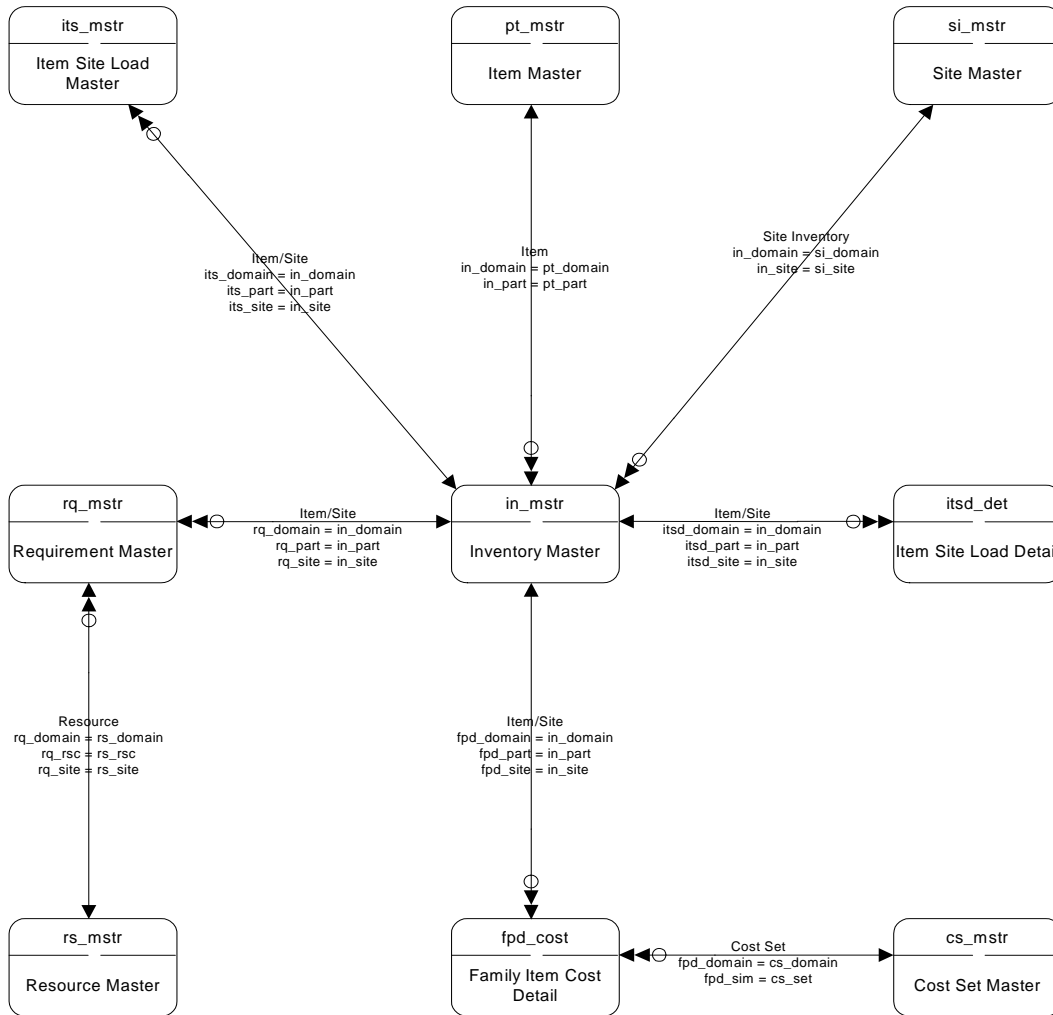 its_mstr
Item Site Load
Master
pt_mstr
Item Master
si_mstr
Site Master
Item/Site
its_domain = in_domain
its_part = in_part
its_site = in_site
Item
in_domain = pt_domain
in_part = pt_part
Site Inventory
in_domain = si_domain
in_site = si_site
rq_mstr
Requirement Master
Item/Site
rq_domain = in_domain
rq_part = in_part
rq_site = in_site
in_mstr
Inventory Master
Item/Site
itsd_domain = in_domain
itsd_part = in_part
itsd_site = in_site
itsd_det
Item Site Load Detail
Resource
rq_domain = rs_domain
rq_rsc = rs_rsc
rq_site = rs_site
Item/Site
fpd_domain = in_domain
fpd_part = in_part
fpd_site = in_site
rs_mstr
Resource Master
fpd_cost
Family Item Cost
Detail
Cost Set
fpd_domain = cs_domain
fpd_sim = cs_set
cs_mstr
Cost Set Master